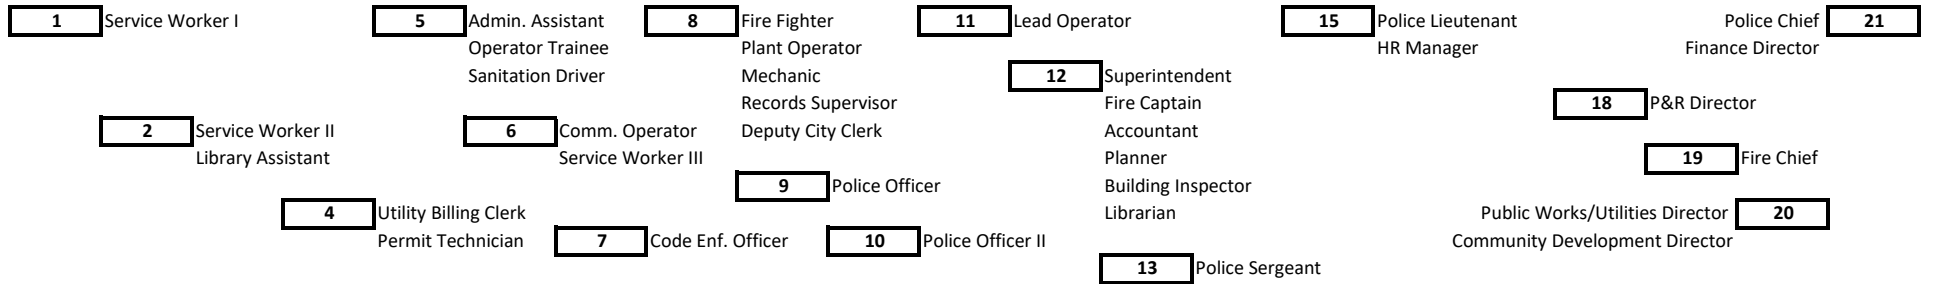 1 Service Worker I 5 Admin. Assistant 8 Fire Fighter 11 Lead Operator 15 Police Lieutenant Police Chief 21
Operator Trainee Plant Operator HR Manager Finance Director
Sanitation Driver Mechanic 12 Superintendent
Records Supervisor Fire Captain 18 P&R Director
2 Service Worker II 6 Comm. Operator Deputy City Clerk Accountant
Library Assistant Service Worker III Planner 19 Fire Chief
9 Police Officer Building Inspector
4 Utility Billing Clerk Librarian Public Works/Utilities Director 20
Permit Technician 7 Code Enf. Officer 10 Police Officer II Community Development Director
13 Police Sergeant